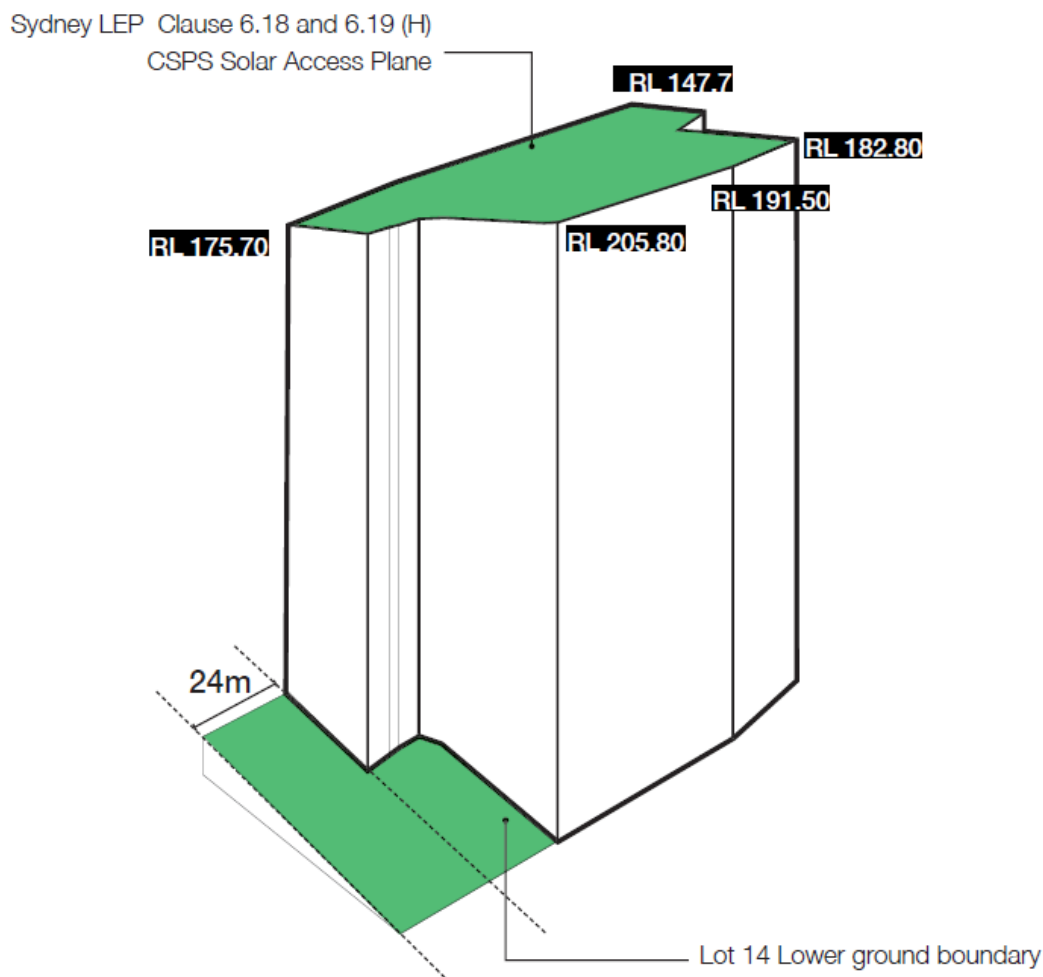 Sydney LEP  Clause 6.18 and 6.19 (H)
CSPS Solar Access Plane
RL 147.7
RL 182.80
RL 191.50
RL 175.70
RL 205.80
24m
Lot 14 Lower ground boundary